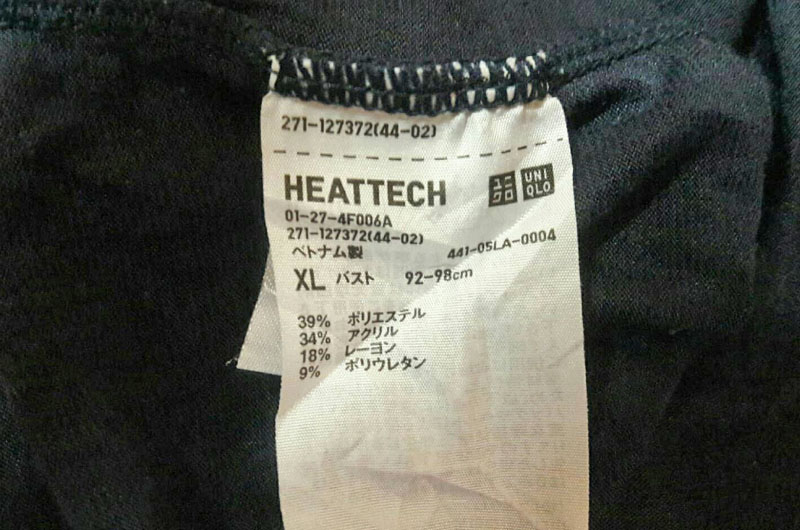 271-127372(44-02)
HEATTECH ユニクロ UNIQLO
01-27-4F006A
271-127372(44-02)
ベトナム製 441-05LA-0004
XL バスト 92-98cm
39% ポリエステル
34% アクリル
18% レーヨン
9% ポリウレタン